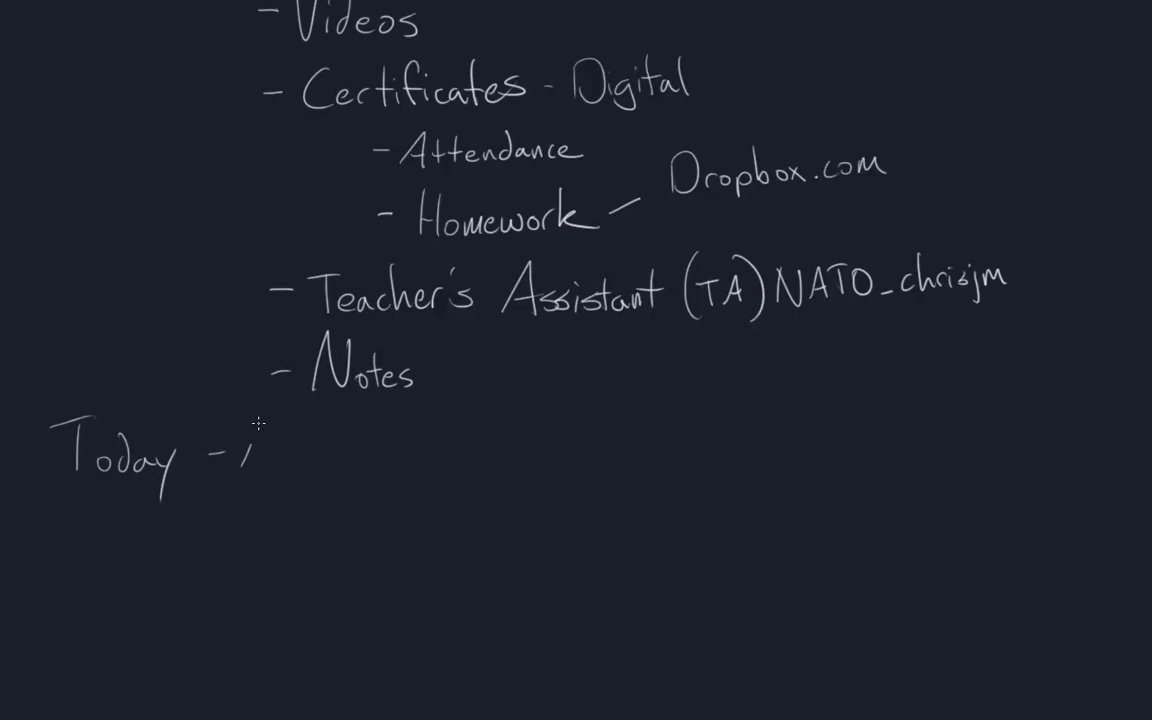 - Videos
- Certificates - Digital
- Attendance
- Homework - Dropbox.com
- Teacher's Assistant (TA) NATO_chrisjm
- Notes
Today -